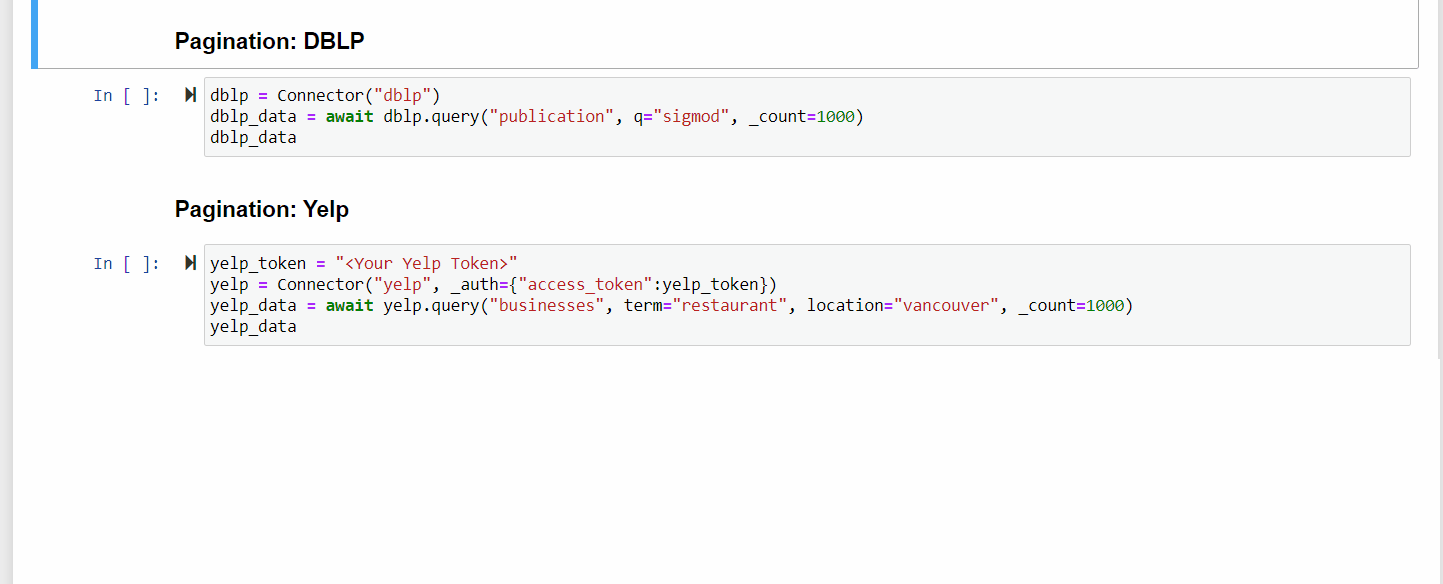 Pagination: DBLP
In [ ]:
dblp = Connector("dblp")
dblp_data = await dblp.query("publication", q="sigmod", _count=1000)
dblp_data
Pagination: Yelp
In [ ]:
yelp_token = "<Your Yelp Token>"
yelp = Connector("yelp", _auth={"access_token":yelp_token})
yelp_data = await yelp.query("businesses", term="restaurant", location="vancouver", _count=1000)
yelp_data